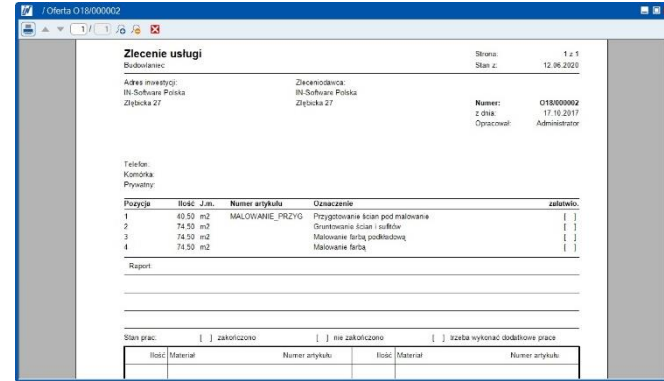 / Oferta O18/000002
1 / 1
Zlecenie usługi
Budowlaniec
Strona: 1 z 1
Stan z: 12.06.2020
Adres inwestycji: Zleceniodawca:
IN-Software Polska IN-Software Polska
Złębicka 27 Złębicka 27
Numer: O18/000002
z dnia: 17.10.2017
Opracował: Administrator
Telefon:
Komórka:
Prywatny:
Pozycja Ilość J.m. Numer artykułu Oznaczenie załatwio.
1 40,50 m2 MALOWANIE_PRZYG Przygotowanie ścian pod malowanie [ ]
2 74,50 m2 Gruntowanie ścian i sufitów [ ]
3 74,50 m2 Malowanie farbą podkładową [ ]
4 74,50 m2 Malowanie farbą [ ]
Raport:
Stan prac: [ ] zakończono [ ] nie zakończono [ ] trzeba wykonać dodatkowe prace
Ilość Materiał Numer artykułu Ilość Materiał Numer artykułu